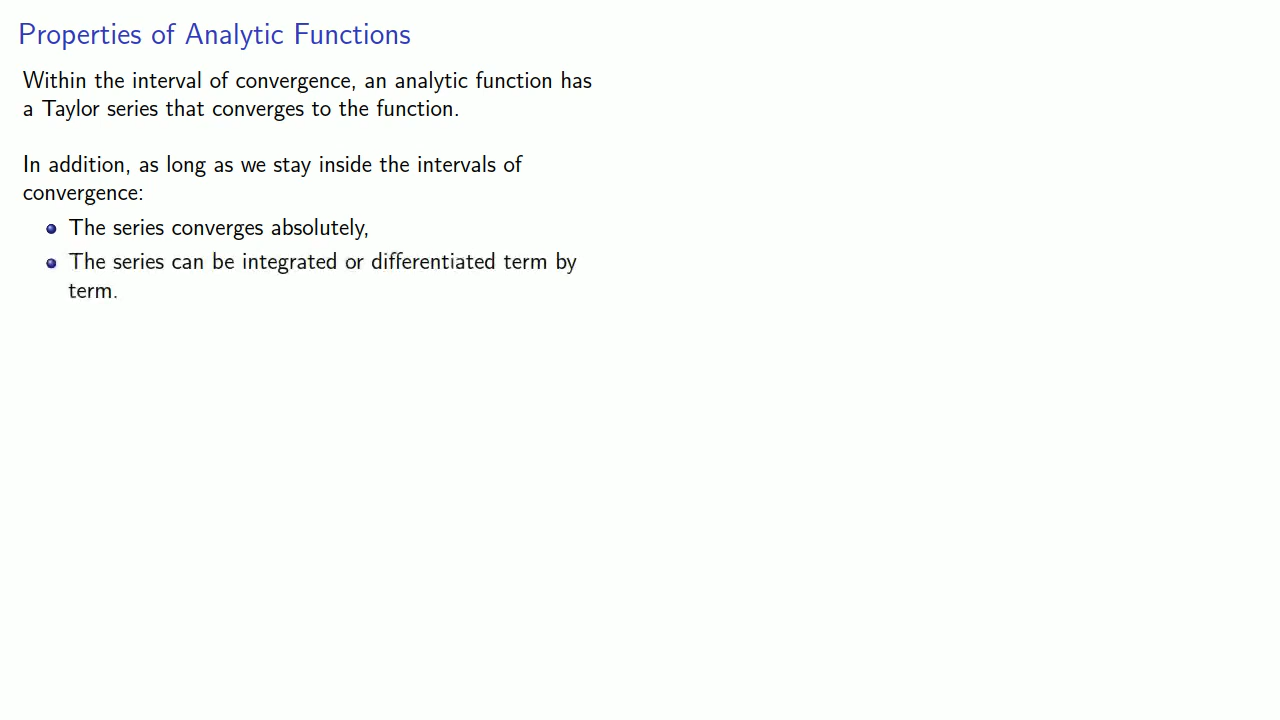 Properties of Analytic Functions
Within the interval of convergence, an analytic function has
a Taylor series that converges to the function.
In addition, as long as we stay inside the intervals of
convergence:
The series converges absolutely,
The series can be integrated or differentiated term by
term.